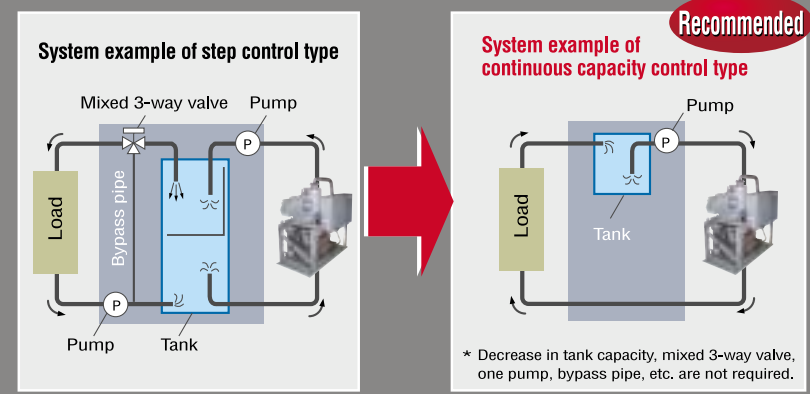 Recommended
System example of step control type
Mixed 3-way valve
Pump
P
Load
Bypass pipe
P
Pump
Tank
System example of
continuous capacity control type
Pump
P
Load
Tank
* Decrease in tank capacity, mixed 3-way valve,
one pump, bypass pipe, etc. are not required.